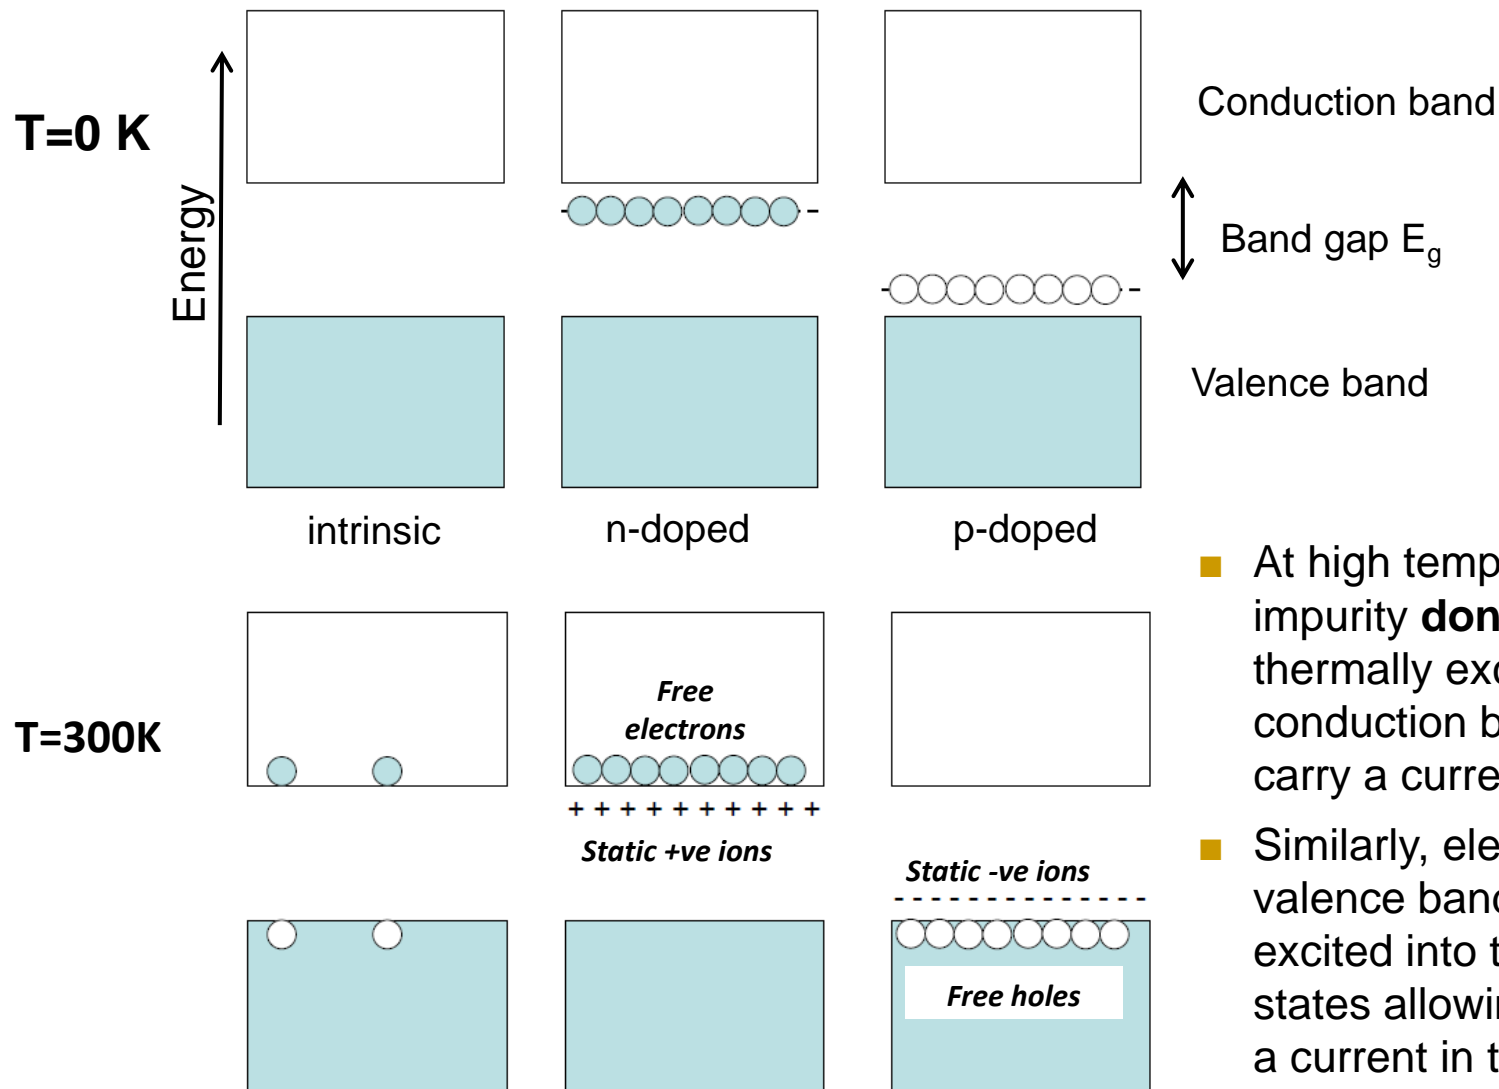 T=0 K
Energy
Conduction band
Band gap Eg
Valence band
intrinsic
n-doped
p-doped
T=300K
Free
electrons
+ + + + + + + + + +
Static +ve ions
Static -ve ions
- - - - - - - - - - - - - -
Free holes
■ At high temp
impurity don
thermally exc
conduction b
carry a curre
■ Similarly, ele
valence band
excited into t
states allowin
a current in t